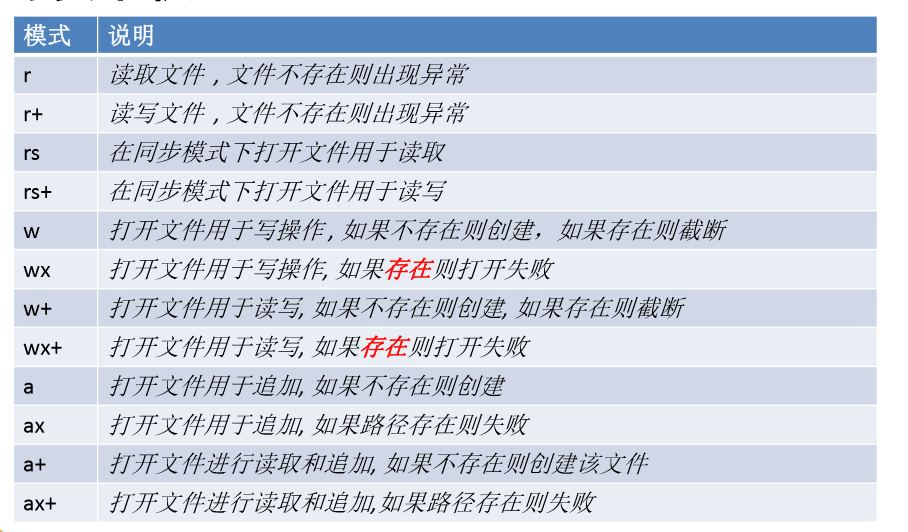 模式 说明
r 读取文件 , 文件不存在则出现异常
r+ 读写文件 , 文件不存在则出现异常
rs 在同步模式下打开文件用于读取
rs+ 在同步模式下打开文件用于读写
w 打开文件用于写操作 , 如果不存在则创建，如果存在则截断
wx 打开文件用于写操作, 如果存在则打开失败
w+ 打开文件用于读写, 如果不存在则创建, 如果存在则截断
wx+ 打开文件用于读写, 如果存在则打开失败
a 打开文件用于追加, 如果不存在则创建
ax 打开文件用于追加, 如果路径存在则失败
a+ 打开文件进行读取和追加, 如果不存在则创建该文件
ax+ 打开文件进行读取和追加,如果路径存在则失败